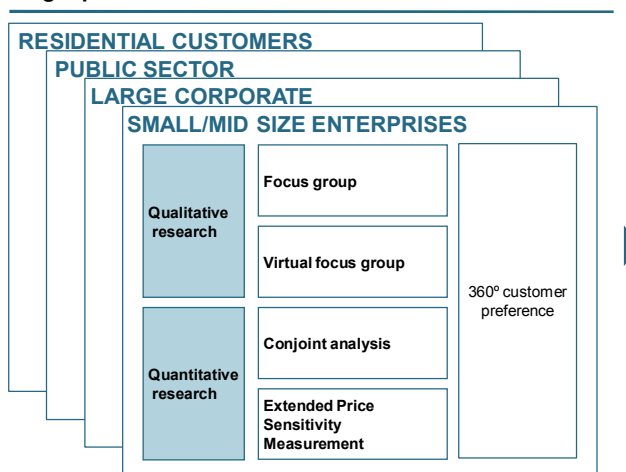 RESIDENTIAL CUSTOMERS
PUBLIC SECTOR
LARGE CORPORATE
SMALL/MID SIZE ENTERPRISES
Qualitative
research
Focus group
Virtual focus group
Quantitative
research
Conjoint analysis
Extended Price
Sensitivity
Measurement
360º customer
preference